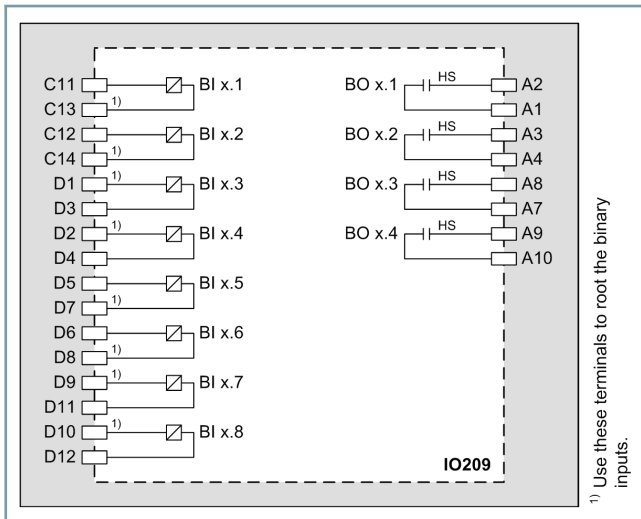 C11 BI x.1 BO x.1 HS A2
C13 1) A1
C12 BI x.2 BO x.2 HS A3
C14 1) A4
D1 1) BI x.3 BO x.3 HS A8
D3 A7
D2 1) BI x.4 BO x.4 HS A9
D4 A10
D5 BI x.5
D7 1)
D6 BI x.6
D8 1)
D9 1) BI x.7
D11
D10 1) BI x.8
D12
IO209
1) Use these terminals to root the binary
inputs.